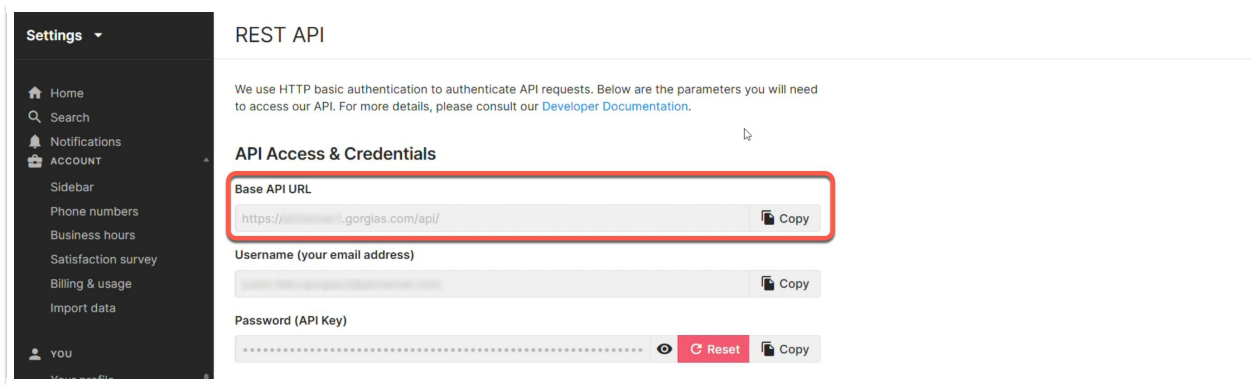 Settings
Home
Search
Notifications
ACCOUNT
Sidebar
Phone numbers
Business hours
Satisfaction survey
Billing & usage
Import data
YOU
Your profile
REST API
We use HTTP basic authentication to authenticate API requests. Below are the parameters you will need
to access our API. For more details, please consult our Developer Documentation.
API Access & Credentials
Base API URL
https:// .gorgias.com/api/
Copy
Username (your email address)
Copy
Password (API Key)
Reset
Copy